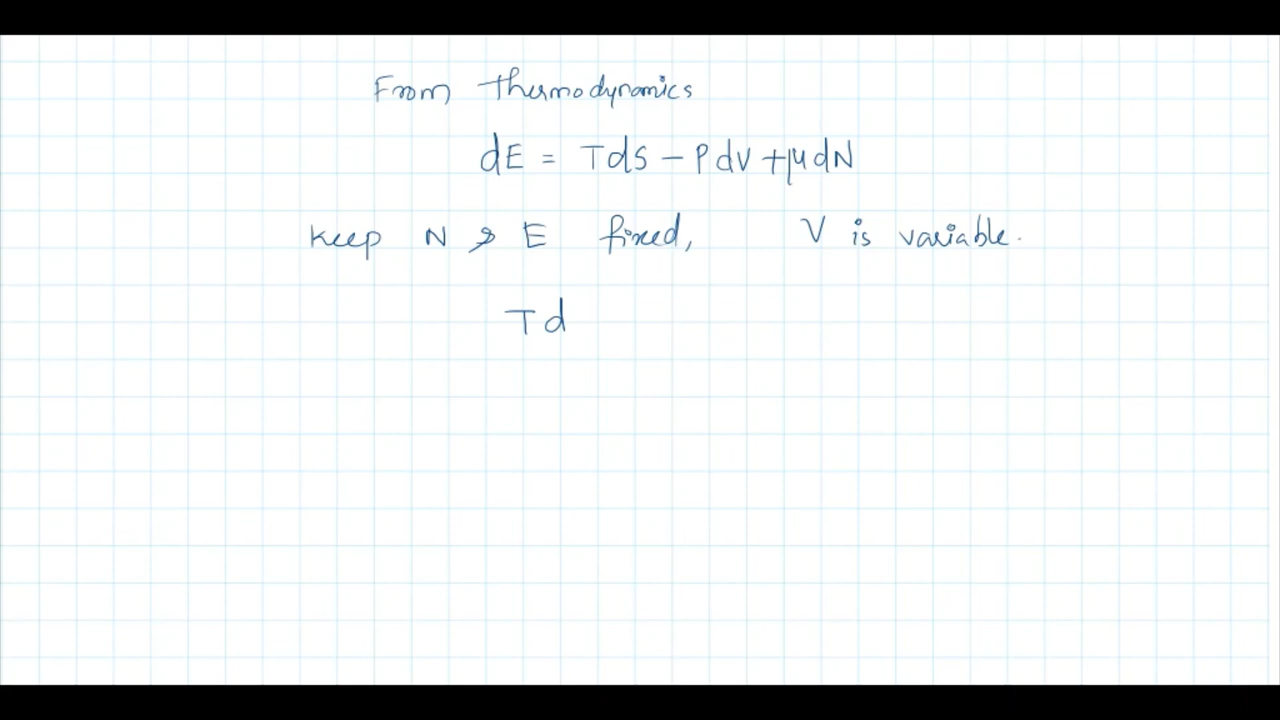 From thermodynamics
dE = TdS - PdV + μdN
Keep N & E fixed, V is variable.
Td